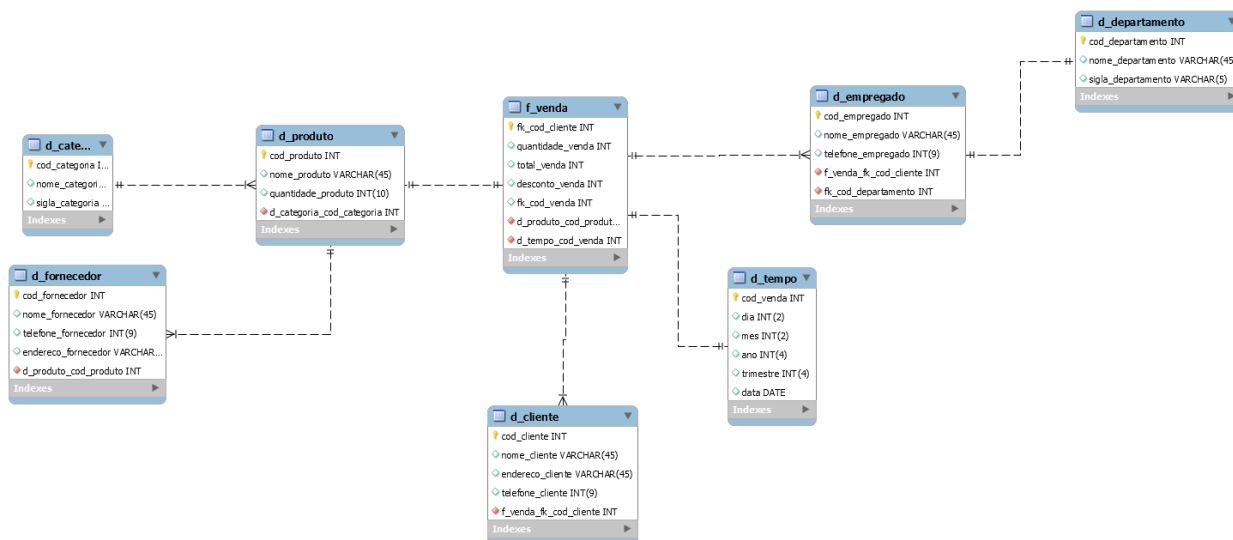 d_departamento
cod_departamento INT
nome_departamento VARCHAR(45
sigla_departamento VARCHAR(5)
Indexes
d_empregado
cod_empregado INT
nome_empregado VARCHAR(45)
telefone_empregado INT(9)
f_venda_fk_cod_cliente INT
fk_cod_departamento INT
Indexes
f_venda
fk_cod_cliente INT
quantidade_venda INT
total_venda INT
desconto_venda INT
fk_cod_venda INT
d_produto_cod_produt...
d_tempo_cod_venda INT
Indexes
d_produto
cod_produto INT
nome_produto VARCHAR(45)
quantidade_produto INT(10)
d_categoria_cod_categoria INT
Indexes
d_cate...
cod_categoria I...
nome_categori...
sigla_categoria ...
Indexes
d_fornecedor
cod_fornecedor INT
nome_fornecedor VARCHAR(45)
telefone_fornecedor INT(9)
endereco_fornecedor VARCHAR...
d_produto_cod_produto INT
Indexes
d_tempo
cod_venda INT
dia INT(2)
mes INT(2)
ano INT(4)
trimestre INT(4)
data DATE
Indexes
d_cliente
cod_cliente INT
nome_cliente VARCHAR(45)
endereco_cliente VARCHAR(45)
telefone_cliente INT(9)
f_venda_fk_cod_cliente INT
Indexes